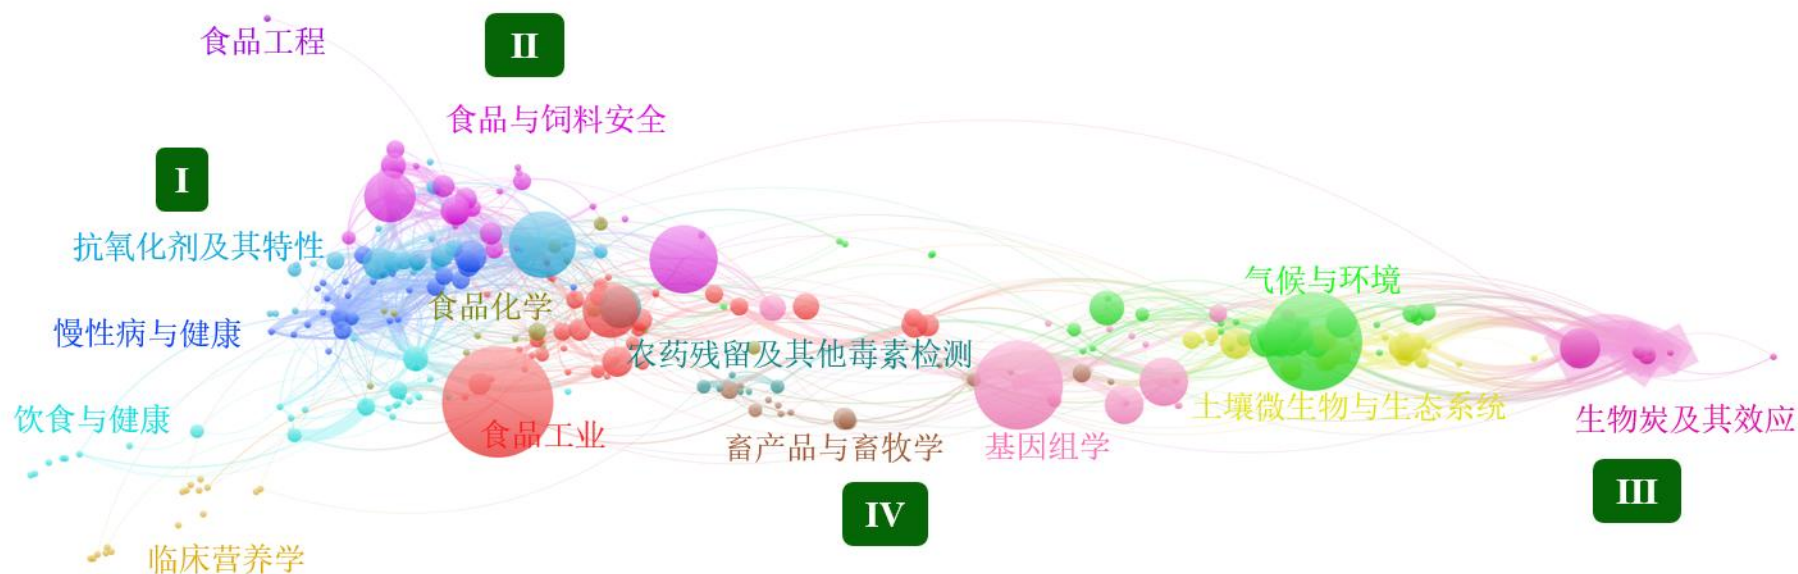 食品工程
II
食品与饲料安全
I
抗氧化剂及其特性
气候与环境
食品化学
慢性病与健康
农药残留及其他毒素检测
土壤微生物与生态系统
饮食与健康
生物炭及其效应
食品工业
畜产品与畜牧学
基因组学
III
IV
临床营养学